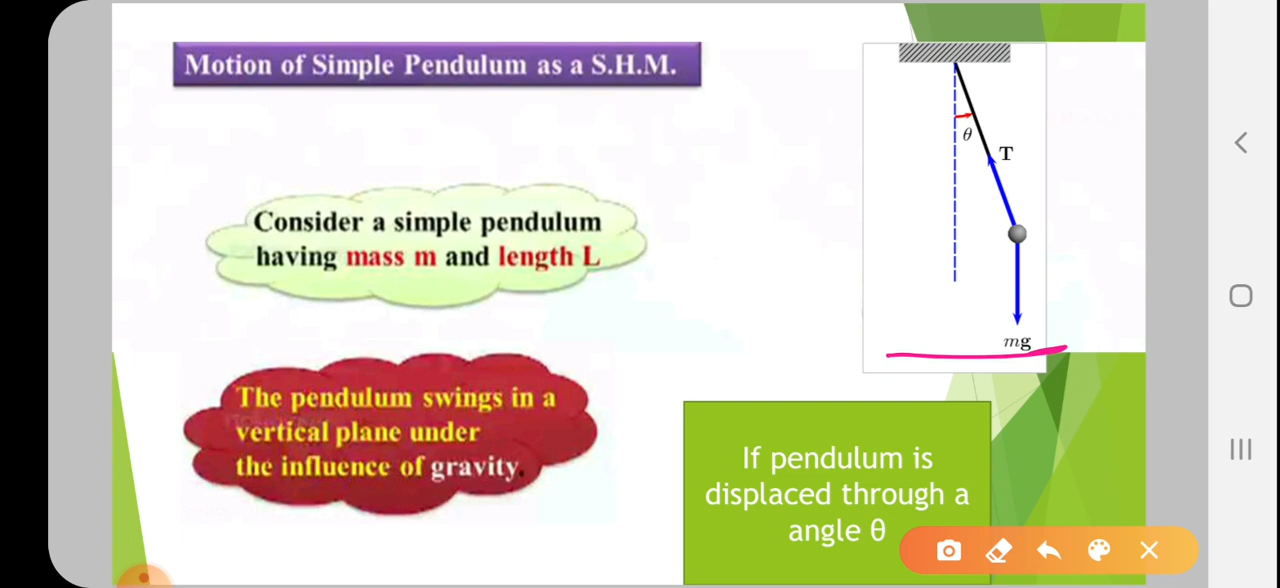 Motion of Simple Pendulum as a S.H.M.
Consider a simple pendulum
having mass m and length L
The pendulum swings in a
vertical plane under
the influence of gravity.
θ
T
mg
If pendulum is
displaced through a
angle θ